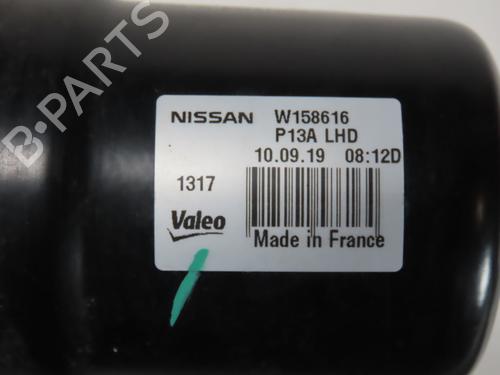 B-PARTS
NISSAN W158616
P13A LHD
10.09.19 08:12D
1317
Valeo
Made in France